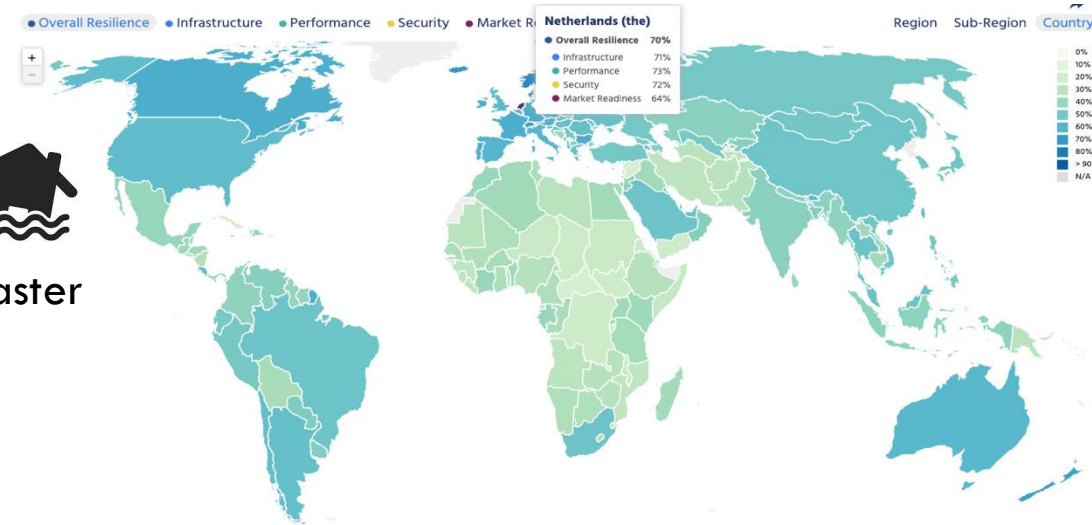 Overall Resilience Infrastructure Performance Security Market R
Netherlands (the)
Overall Resilience 70%
Infrastructure 71%
Performance 73%
Security 72%
Market Readiness 64%
Region Sub-Region Country
+
−
0%
10%
20%
30%
40%
50%
60%
70%
80%
> 90
N/A
aster